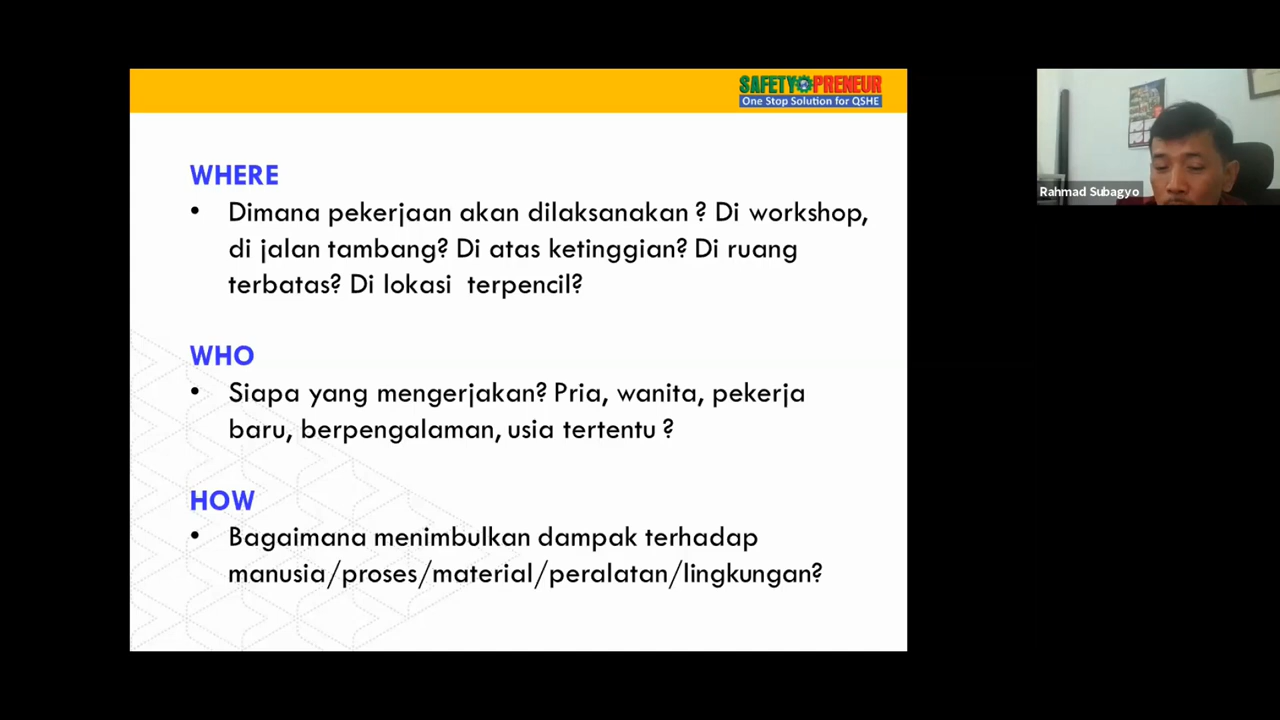 SAFETY PRENEUR
One Stop Solution for QSHE
WHERE
• Dimana pekerjaan akan dilaksanakan ? Di workshop,
di jalan tambang? Di atas ketinggian? Di ruang
terbatas? Di lokasi terpencil?
WHO
• Siapa yang mengerjakan? Pria, wanita, pekerja
baru, berpengalaman, usia tertentu ?
HOW
• Bagaimana menimbulkan dampak terhadap
manusia/proses/material/peralatan/lingkungan?
Rahmad Subagyo